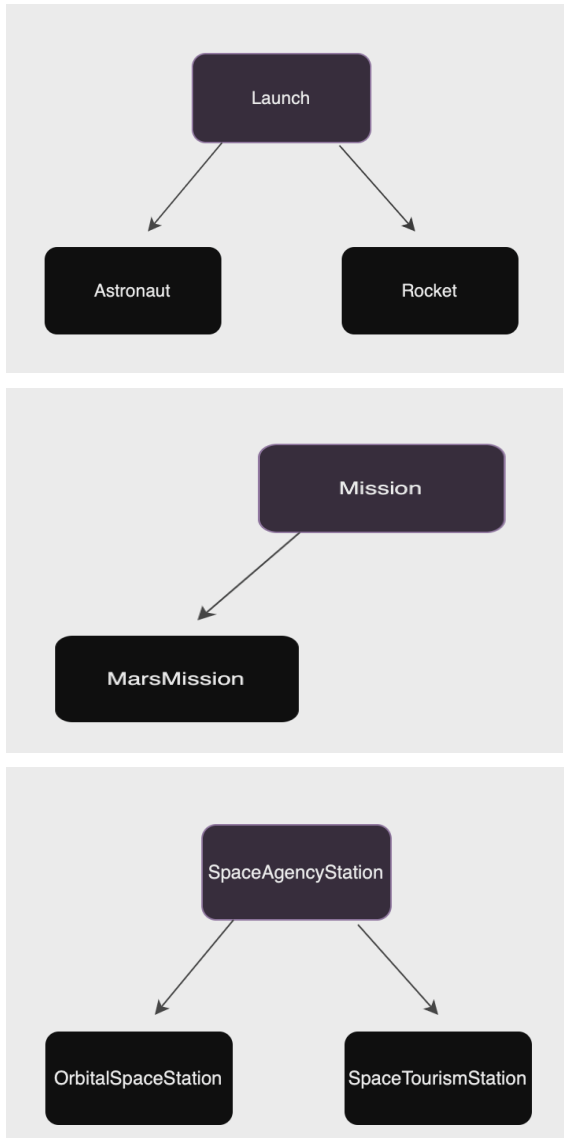 Launch
Astronaut
Rocket
Mission
MarsMission
SpaceAgencyStation
OrbitalSpaceStation
SpaceTourismStation